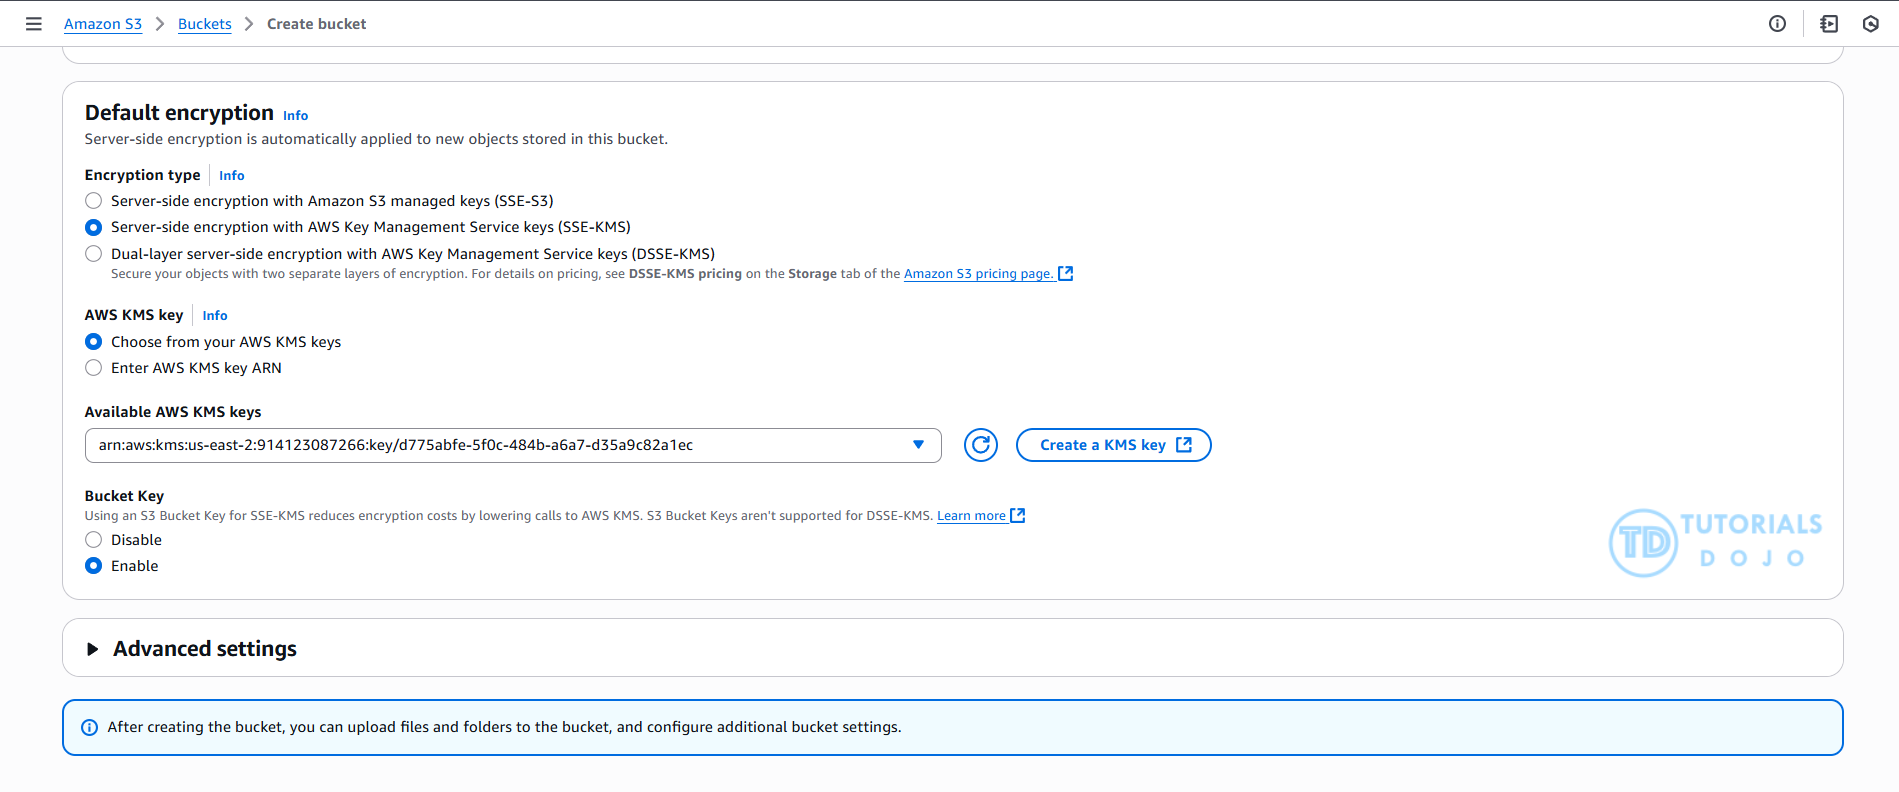 Amazon S3 > Buckets > Create bucket
Default encryption Info
Server-side encryption is automatically applied to new objects stored in this bucket.
Encryption type Info
Server-side encryption with Amazon S3 managed keys (SSE-S3)
Server-side encryption with AWS Key Management Service keys (SSE-KMS)
Dual-layer server-side encryption with AWS Key Management Service keys (DSSE-KMS)
Secure your objects with two separate layers of encryption. For details on pricing, see DSSE-KMS pricing on the Storage tab of the Amazon S3 pricing page.
AWS KMS key Info
Choose from your AWS KMS keys
Enter AWS KMS key ARN
Available AWS KMS keys
arn:aws:kms:us-east-2:914123087266:key/d775abfe-5f0c-484b-a6a7-d35a9c82a1ec
Create a KMS key
Bucket Key
Using an S3 Bucket Key for SSE-KMS reduces encryption costs by lowering calls to AWS KMS. S3 Bucket Keys aren't supported for DSSE-KMS. Learn more
Disable
Enable
TD TUTORIALS
DOJO
Advanced settings
After creating the bucket, you can upload files and folders to the bucket, and configure additional bucket settings.